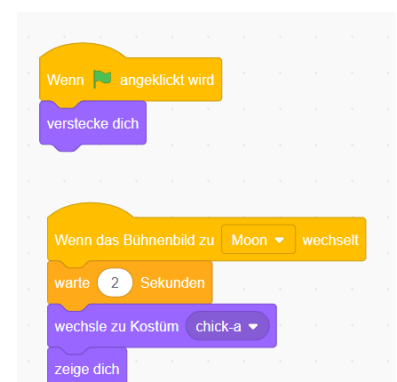 Wenn angeklickt wird
verstecke dich
Wenn das Bühnenbild zu Moon wechselt
warte 2 Sekunden
wechsle zu Kostüm chick-a
zeige dich